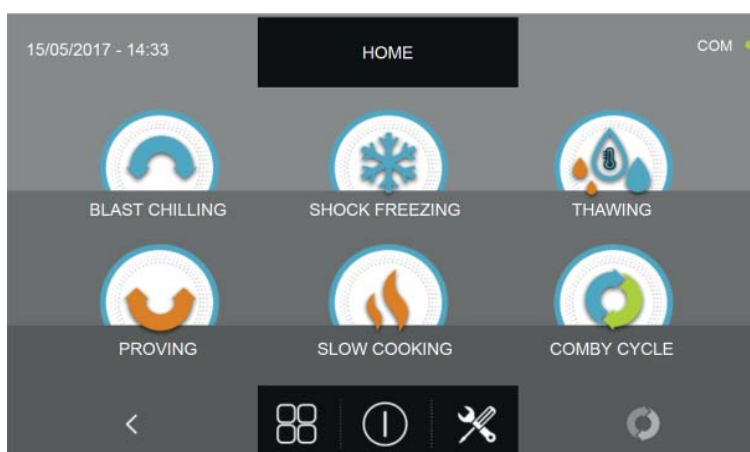 15/05/2017 - 14:33
HOME
COM
BLAST CHILLING
SHOCK FREEZING
THAWING
PROVING
SLOW COOKING
COMBY CYCLE